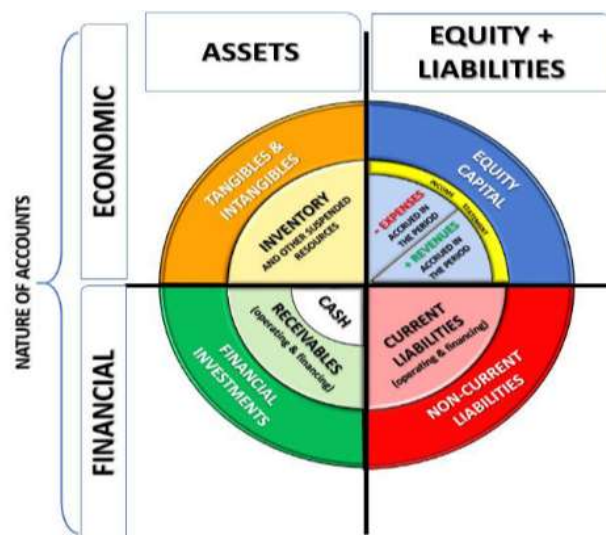 ASSETS
EQUITY +
LIABILITIES
NATURE OF ACCOUNTS
ECONOMIC
FINANCIAL
TANGIBLES &
INTANGIBLES
INVENTORY
AND OTHER SUSPENDED
RESOURCES
EQUITY
CAPITAL
INCOME STATEMENT
- EXPENSES
ACCRUED IN
THE PERIOD
+ REVENUES
ACCRUED IN
THE PERIOD
CASH
RECEIVABLES
(operating & financing)
FINANCIAL
INVESTMENTS
CURRENT
LIABILITIES
(operating & financing)
NON-CURRENT
LIABILITIES